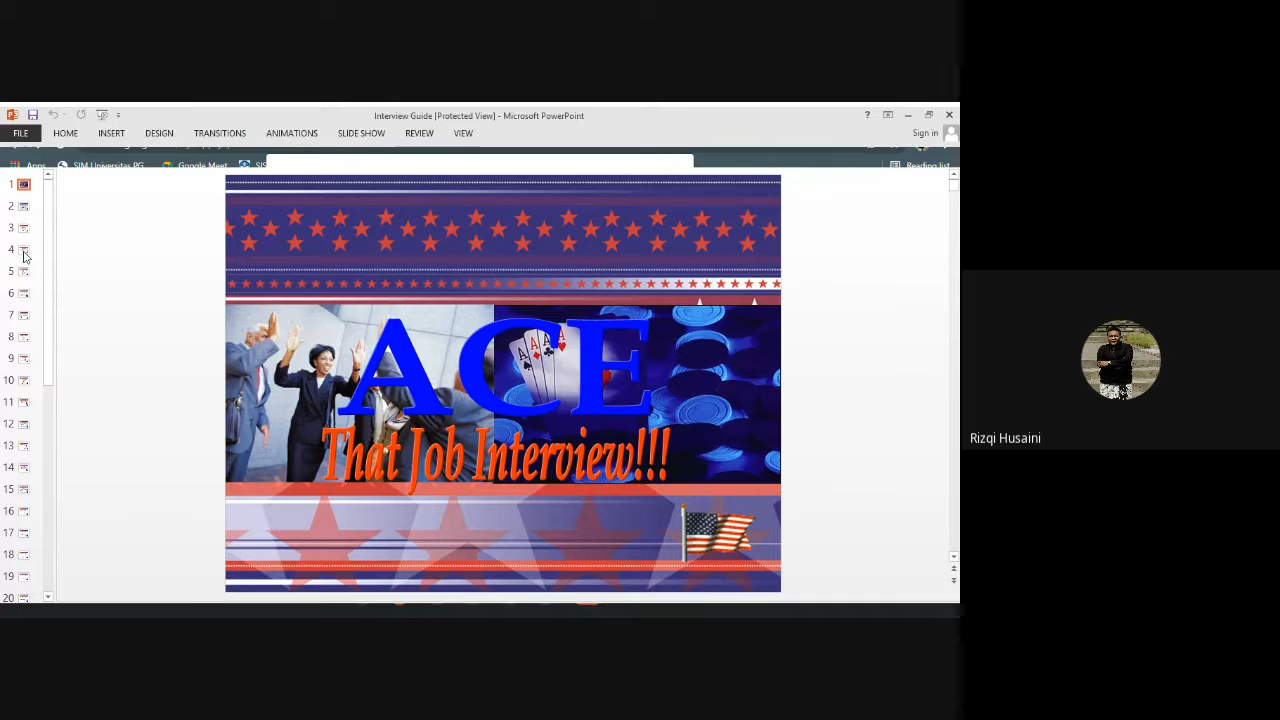 Interview Guide [Protected View] - Microsoft PowerPoint
FILE HOME INSERT DESIGN TRANSITIONS ANIMATIONS SLIDE SHOW REVIEW VIEW Sign in
Apps SIM Universitas PG Google Meet Reading list
1
2
3
4
5
6
7
8
9
10
11
12
13
14
15
16
17
18
19
20
A A A A
ACE
That Job Interview!!!
Rizqi Husaini